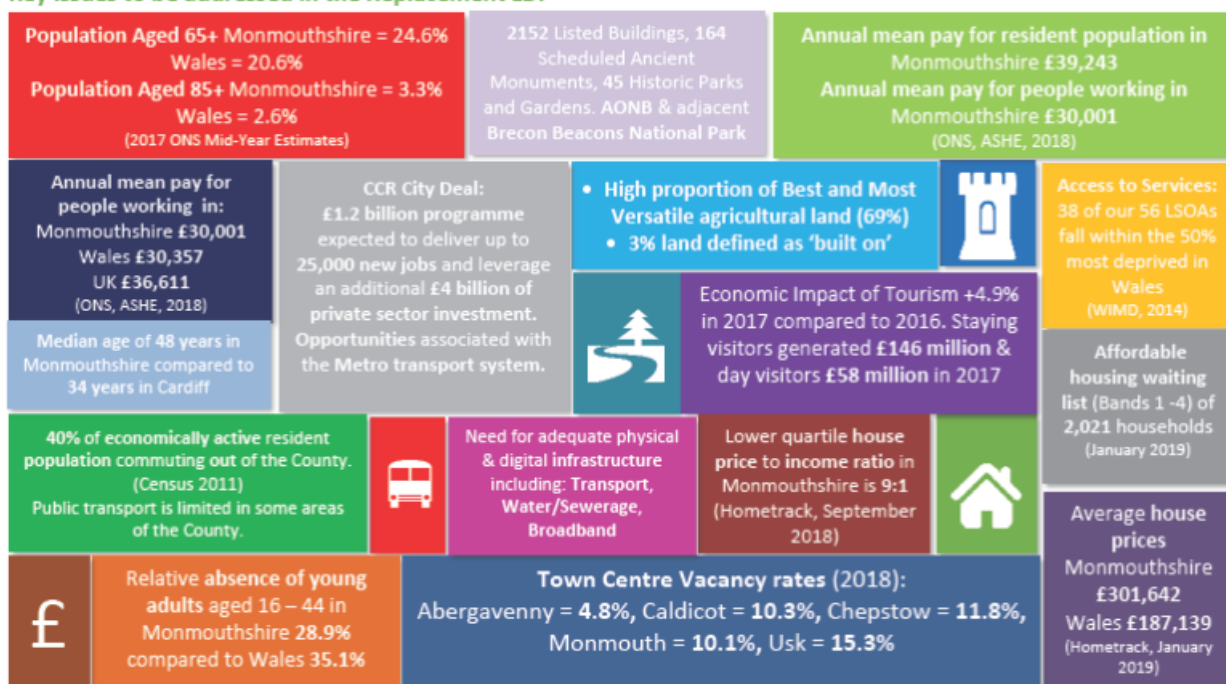 Key issues to be addressed in the Replacement LDP
Population Aged 65+ Monmouthshire = 24.6%
Wales = 20.6%
Population Aged 85+ Monmouthshire = 3.3%
Wales = 2.6%
(2017 ONS Mid-Year Estimates)
2152 Listed Buildings, 164
Scheduled Ancient
Monuments, 45 Historic Parks
and Gardens. AONB & adjacent
Brecon Beacons National Park
Annual mean pay for resident population in
Monmouthshire £39,243
Annual mean pay for people working in
Monmouthshire £30,001
(ONS, ASHE, 2018)
Annual mean pay for
people working in:
Monmouthshire £30,001
Wales £30,357
UK £36,611
(ONS, ASHE, 2018)
CCR City Deal:
£1.2 billion programme
expected to deliver up to
25,000 new jobs and leverage
an additional £4 billion of
private sector investment.
Opportunities associated with
the Metro transport system.
• High proportion of Best and Most
Versatile agricultural land (69%)
• 3% land defined as ‘built on’
Access to Services:
38 of our 56 LSOAs
fall within the 50%
most deprived in
Wales
(WIMD, 2014)
Economic Impact of Tourism +4.9%
in 2017 compared to 2016. Staying
visitors generated £146 million &
day visitors £58 million in 2017
Median age of 48 years in
Monmouthshire compared to
34 years in Cardiff
Affordable
housing waiting
list (Bands 1 -4) of
2,021 households
(January 2019)
40% of economically active resident
population commuting out of the County.
(Census 2011)
Public transport is limited in some areas
of the County.
Need for adequate physical
& digital infrastructure
including: Transport,
Water/Sewerage,
Broadband
Lower quartile house
price to income ratio in
Monmouthshire is 9:1
(Hometrack, September
2018)
Average house
prices
Monmouthshire
£301,642
Wales £187,139
(Hometrack, January
2019)
£
Relative absence of young
adults aged 16 – 44 in
Monmouthshire 28.9%
compared to Wales 35.1%
Town Centre Vacancy rates (2018):
Abergavenny = 4.8%, Caldicot = 10.3%, Chepstow = 11.8%,
Monmouth = 10.1%, Usk = 15.3%